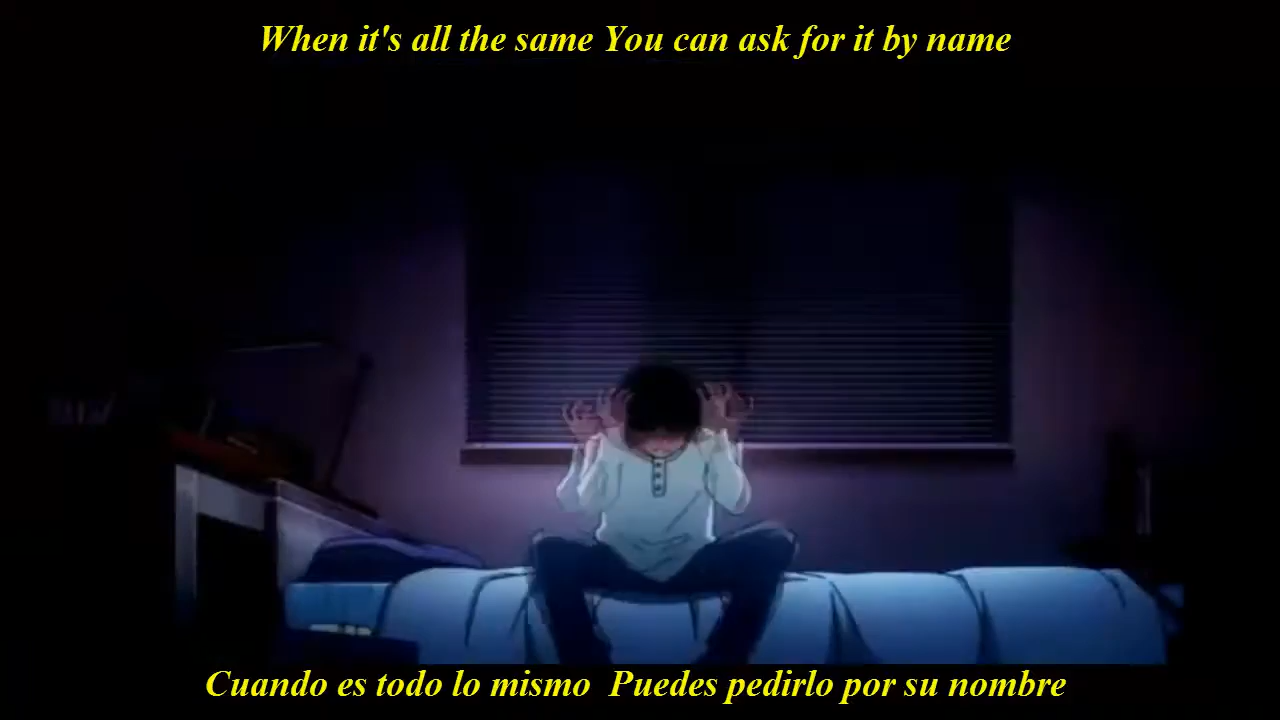 When it's all the same You can ask for it by name
Cuando es todo lo mismo  Puedes pedirlo por su nombre